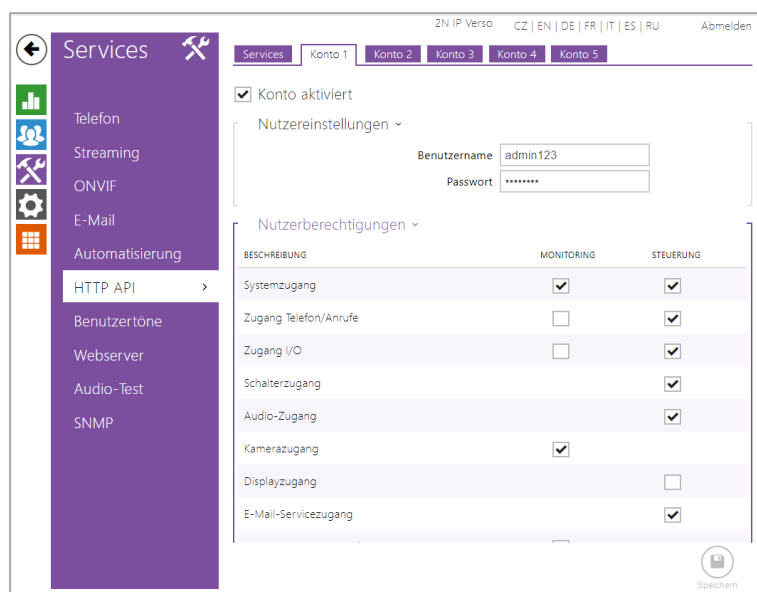 2N IP Verso CZ | EN | DE | FR | IT | ES | RU Abmelden
Services
Services Konto 1 Konto 2 Konto 3 Konto 4 Konto 5
Konto aktiviert
Nutzereinstellungen
Benutzername admin123
Passwort ••••••••
Telefon
Streaming
ONVIF
E-Mail
Automatisierung
HTTP API
Benutzertöne
Webserver
Audio-Test
SNMP
Nutzerberechtigungen
BESCHREIBUNG MONITORING STEUERUNG
Systemzugang
Zugang Telefon/Anrufe
Zugang I/O
Schalterzugang
Audio-Zugang
Kamerazugang
Displayzugang
E-Mail-Servicezugang
Speichern